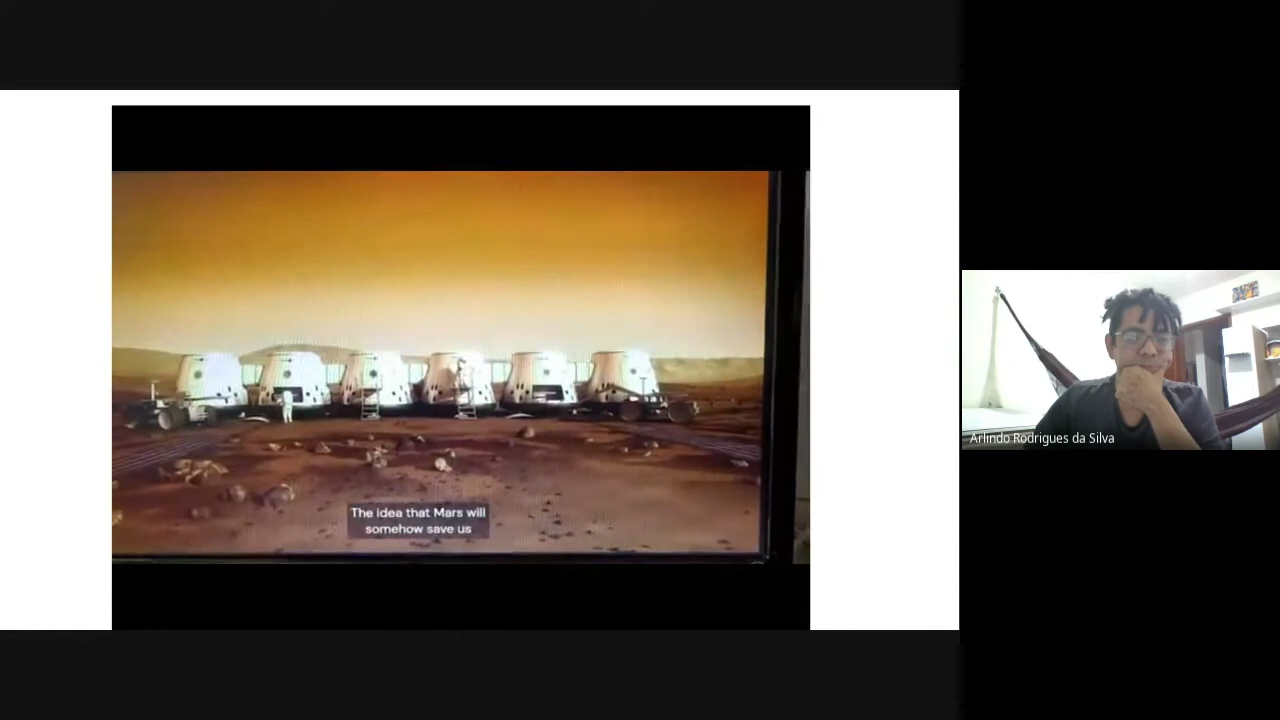 The idea that Mars will
somehow save us
Arlindo Rodrigues da Silva